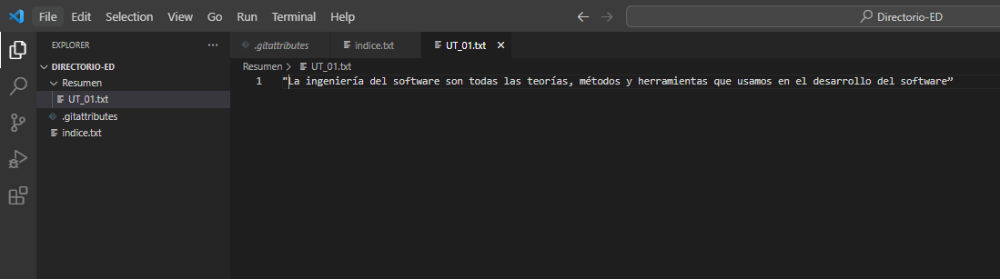 File Edit Selection View Go Run Terminal Help
Directorio-ED
EXPLORER ···
DIRECTORIO-ED
Resumen
UT_01.txt
.gitattributes
indice.txt
.gitattributes indice.txt UT_01.txt
Resumen > UT_01.txt
1 "La ingeniería del software son todas las teorías, métodos y herramientas que usamos en el desarrollo del software”